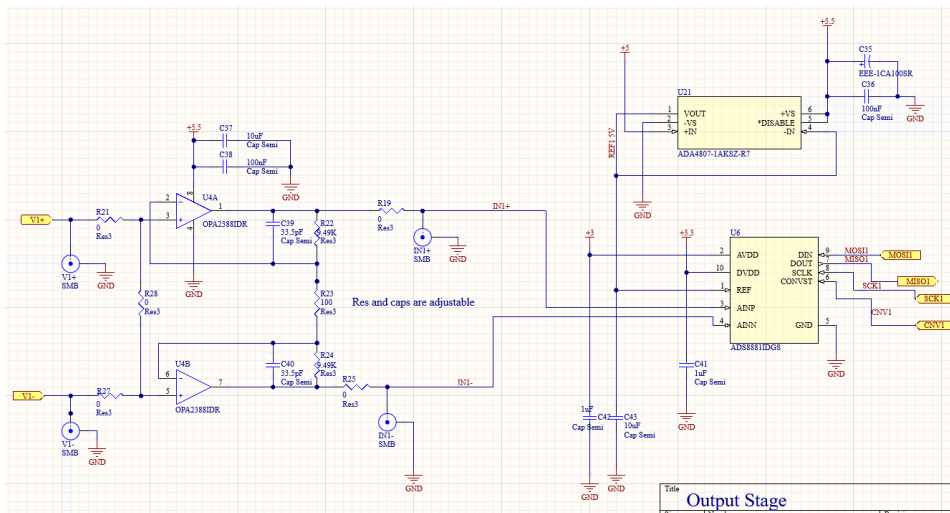 +5.5
+5
C35
EEE-1CA100SR
C36
100nF
Cap Semi
GND
U21
1
VOUT
+VS
6
2
-VS
*DISABLE
5
3
+IN
-IN
4
ADA4807-1AKSZ-R7
REF1 5V
GND
+5.5
C37
10uF
Cap Semi
C38
100nF
Cap Semi
GND
8
U4A
2
1
3
OPA2388IDR
4
GND
V1+
R21
0
Res3
V1+
SMB
GND
C39
33.5pF
Cap Semi
R22
9.49K
Res3
R19
0
Res3
IN1+
IN1+
SMB
GND
R28
0
Res3
R23
100
Res3
Res and caps are adjustable
+3
+3.3
U6
2
AVDD
DIN
9
MOSI1
MOSI1
DOUT
7
MISO1
MISO1
10
DVDD
SCLK
8
SCK1
SCK1
CONVST
6
1
REF
3
AINP
CNV1
CNV1
4
AINN
GND
5
ADS8881IDGS
GND
C41
1uF
Cap Semi
GND
U4B
6
7
5
OPA2388IDR
C40
33.5pF
Cap Semi
R24
9.49K
Res3
R25
0
Res3
IN1-
IN1-
SMB
GND
V1-
R27
0
Res3
V1-
SMB
GND
1uF
C42
Cap Semi
C43
10uF
Cap Semi
GND
GND
Title
Output Stage